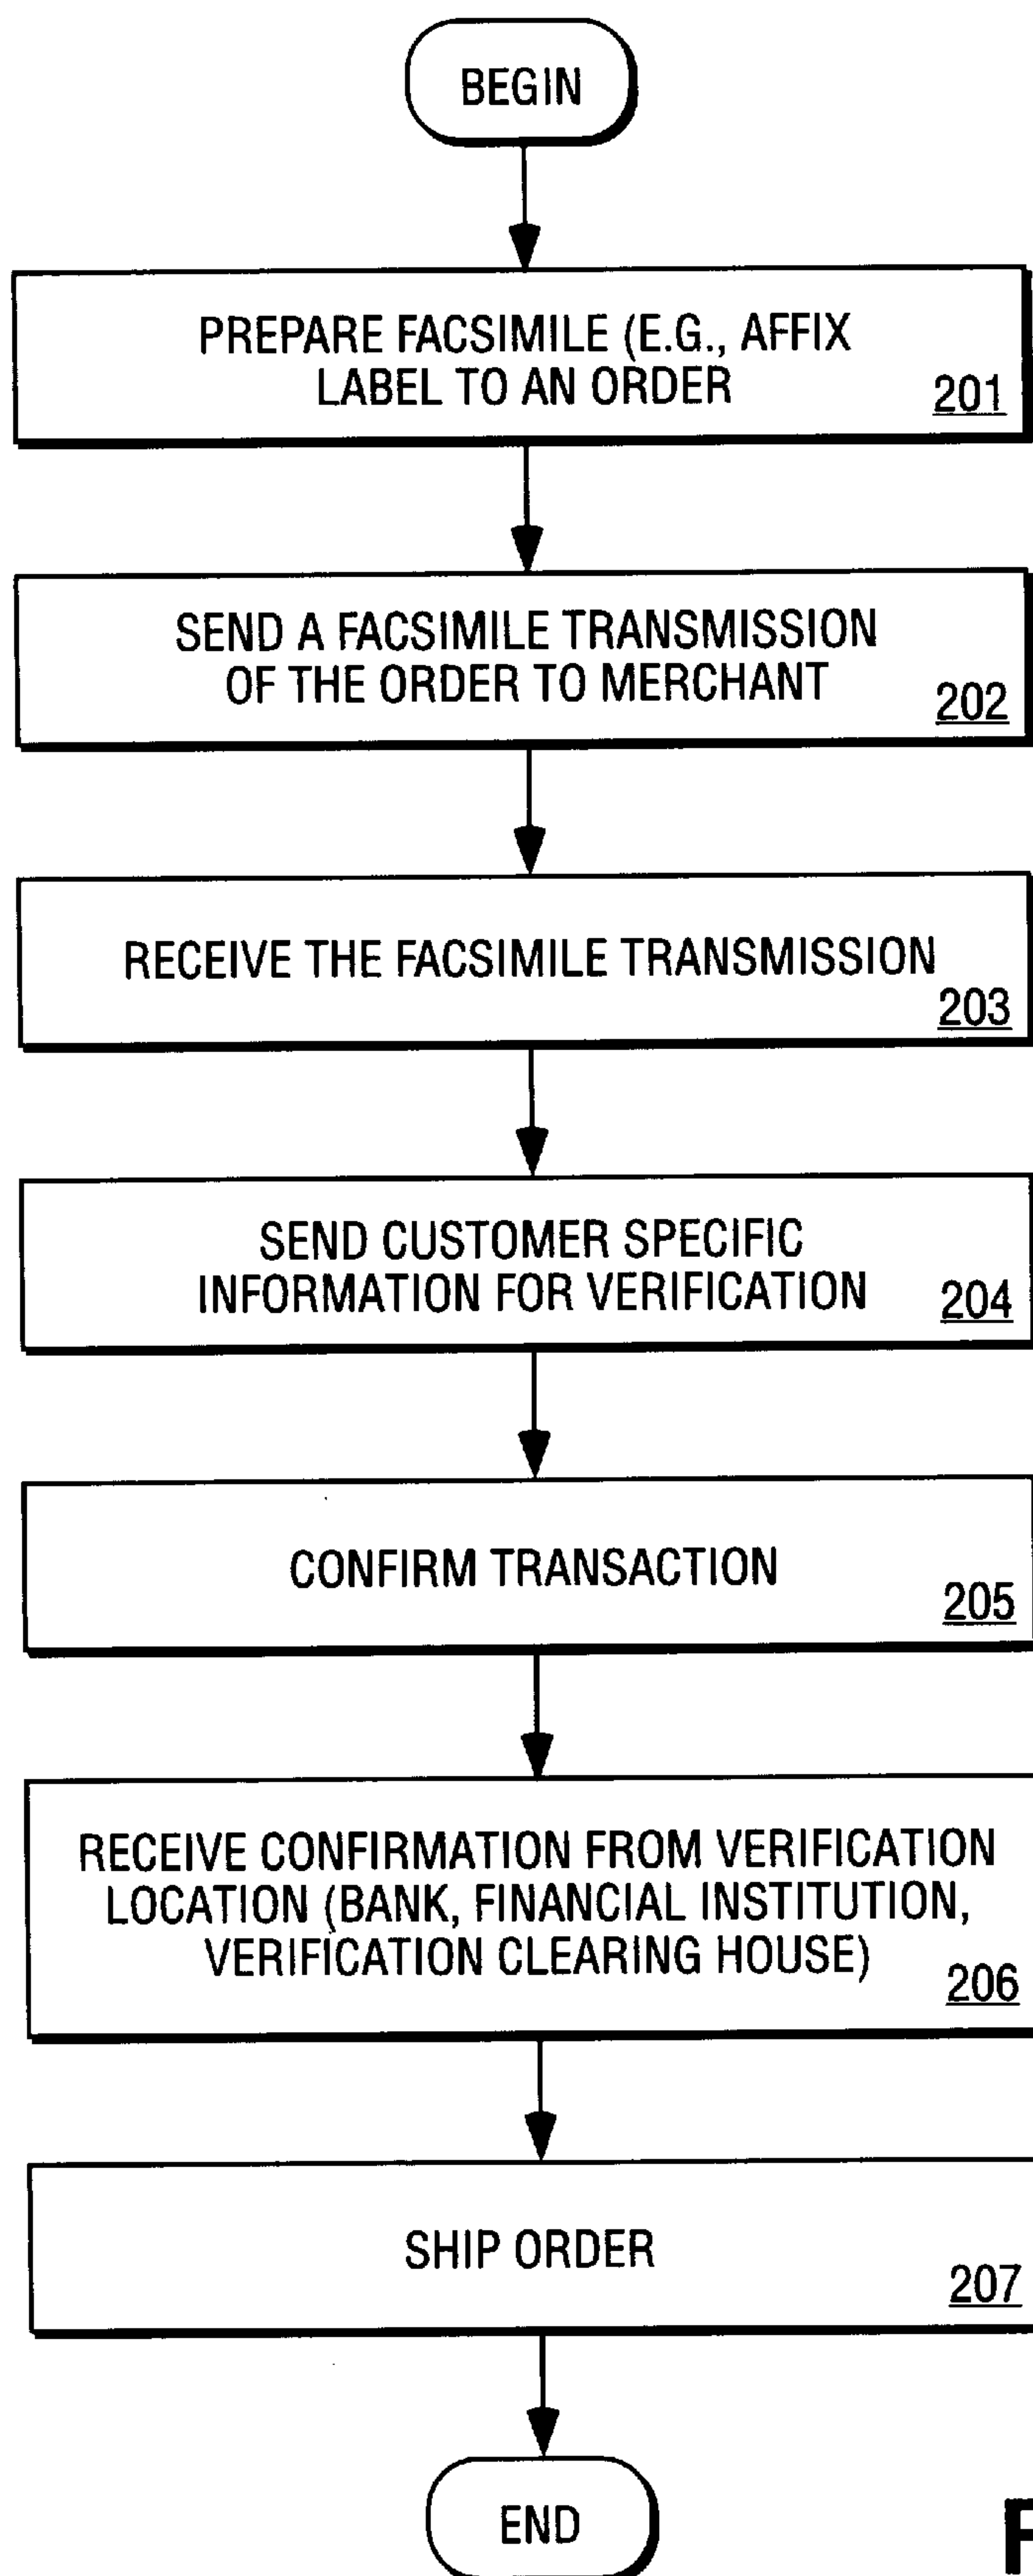 BEGIN
PREPARE FACSIMILE (E.G., AFFIX
LABEL TO AN ORDER
201
SEND A FACSIMILE TRANSMISSION
OF THE ORDER TO MERCHANT
202
RECEIVE THE FACSIMILE TRANSMISSION
203
SEND CUSTOMER SPECIFIC
INFORMATION FOR VERIFICATION
204
CONFIRM TRANSACTION
205
RECEIVE CONFIRMATION FROM VERIFICATION
LOCATION (BANK, FINANCIAL INSTITUTION,
VERIFICATION CLEARING HOUSE)
206
SHIP ORDER
207
END